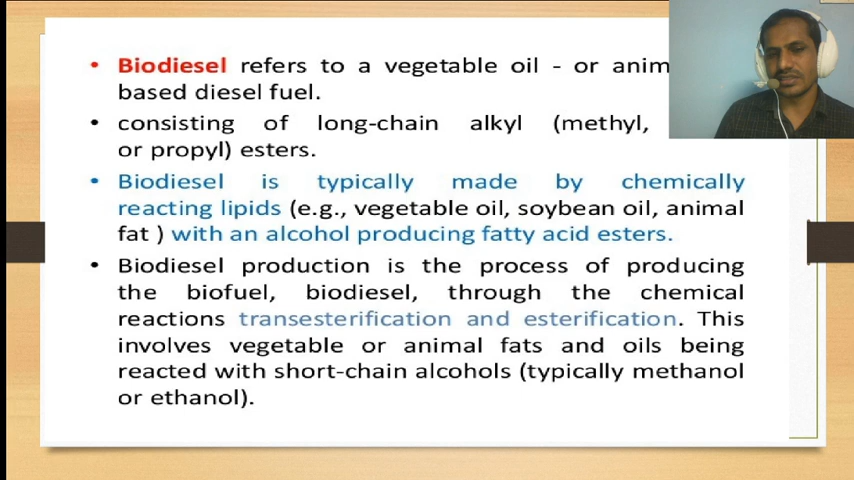 • Biodiesel refers to a vegetable oil - or anim
based diesel fuel.
• consisting of long-chain alkyl (methyl,
or propyl) esters.
• Biodiesel is typically made by chemically
reacting lipids (e.g., vegetable oil, soybean oil, animal
fat ) with an alcohol producing fatty acid esters.
• Biodiesel production is the process of producing
the biofuel, biodiesel, through the chemical
reactions transesterification and esterification. This
involves vegetable or animal fats and oils being
reacted with short-chain alcohols (typically methanol
or ethanol).